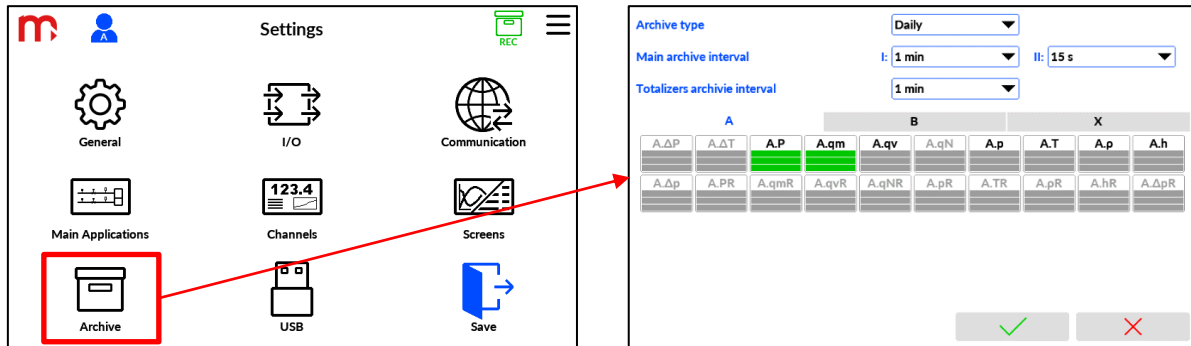 m
A
Settings
REC
General
I/O
Communication
123.4
Main Applications
Channels
Screens
Archive
USB
Save
Archive type
Daily
Main archive interval
I: 1 min
II: 15 s
Totalizers archivie interval
1 min
A
B
X
A.ΔP A.ΔT A.P A.qm A.qv A.qN A.p A.T A.ρ A.h
A.Δp A.PR A.qmR A.qvR A.qNR A.pR A.TR A.ρR A.hR A.ΔpR